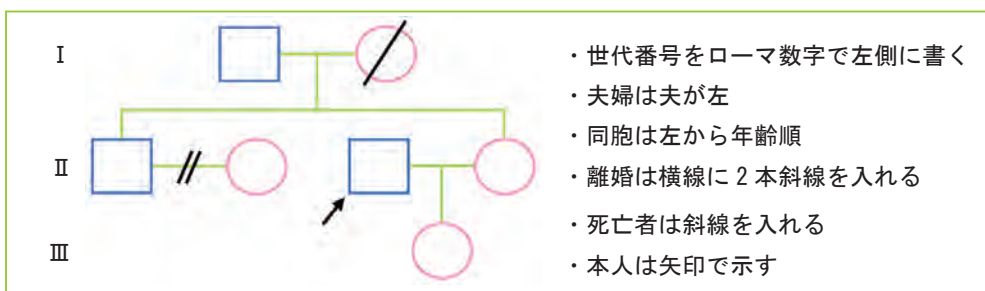 Ⅰ
・世代番号をローマ数字で左側に書く
・夫婦は夫が左
・同胞は左から年齢順
Ⅱ
・離婚は横線に2本斜線を入れる
・死亡者は斜線を入れる
Ⅲ
・本人は矢印で示す